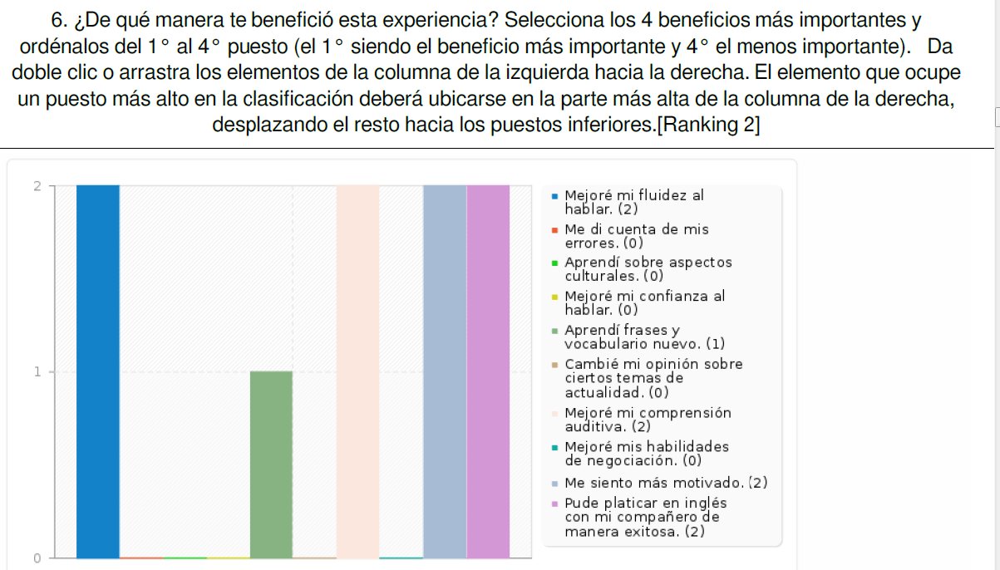 6. ¿De qué manera te benefició esta experiencia? Selecciona los 4 beneficios más importantes y
ordénalos del 1° al 4° puesto (el 1° siendo el beneficio más importante y 4° el menos importante). Da
doble clic o arrastra los elementos de la columna de la izquierda hacia la derecha. El elemento que ocupe
un puesto más alto en la clasificación deberá ubicarse en la parte más alta de la columna de la derecha,
desplazando el resto hacia los puestos inferiores.[Ranking 2]
2
1
0
Mejoré mi fluidez al
hablar. (2)
Me di cuenta de mis
errores. (0)
Aprendí sobre aspectos
culturales. (0)
Mejoré mi confianza al
hablar. (0)
Aprendí frases y
vocabulario nuevo. (1)
Cambié mi opinión sobre
ciertos temas de
actualidad. (0)
Mejoré mi comprensión
auditiva. (2)
Mejoré mis habilidades
de negociación. (0)
Me siento más motivado. (2)
Pude platicar en inglés
con mi compañero de
manera exitosa. (2)